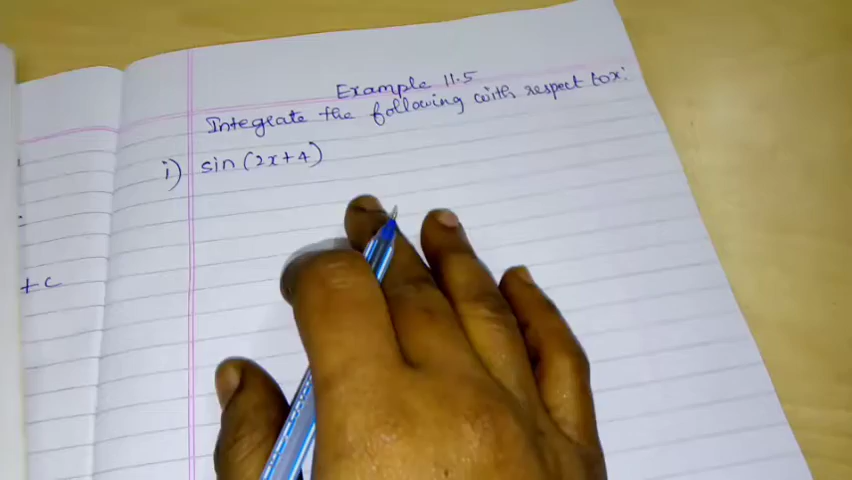 Example 11.5
Integrate the following with respect to x:
i) sin (2x+4)
+ c